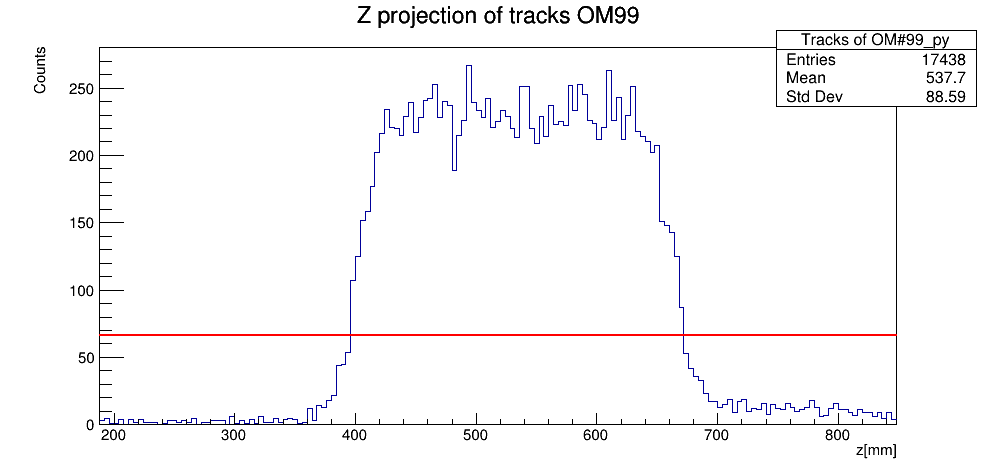 Z projection of tracks OM99
Tracks of OM#99_py
Entries 17438
Mean 537.7
Std Dev 88.59
Counts
250
200
150
100
50
0
200 300 400 500 600 700 800
z[mm]